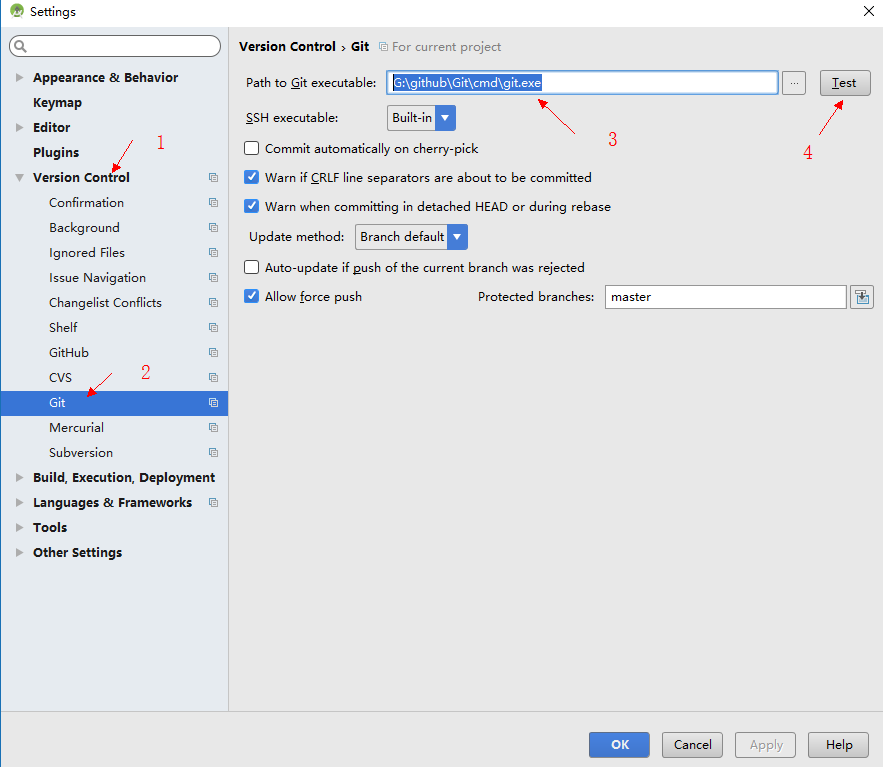 Settings
Version Control › Git For current project
Appearance & Behavior
Keymap
Editor
Plugins
Version Control
Confirmation
Background
Ignored Files
Issue Navigation
Changelist Conflicts
Shelf
GitHub
CVS
Git
Mercurial
Subversion
Build, Execution, Deployment
Languages & Frameworks
Tools
Other Settings
1
2
Path to Git executable: G:\github\Git\cmd\git.exe ... Test
SSH executable: Built-in
3
4
Commit automatically on cherry-pick
Warn if CRLF line separators are about to be committed
Warn when committing in detached HEAD or during rebase
Update method: Branch default
Auto-update if push of the current branch was rejected
Allow force push Protected branches: master
OK Cancel Apply Help